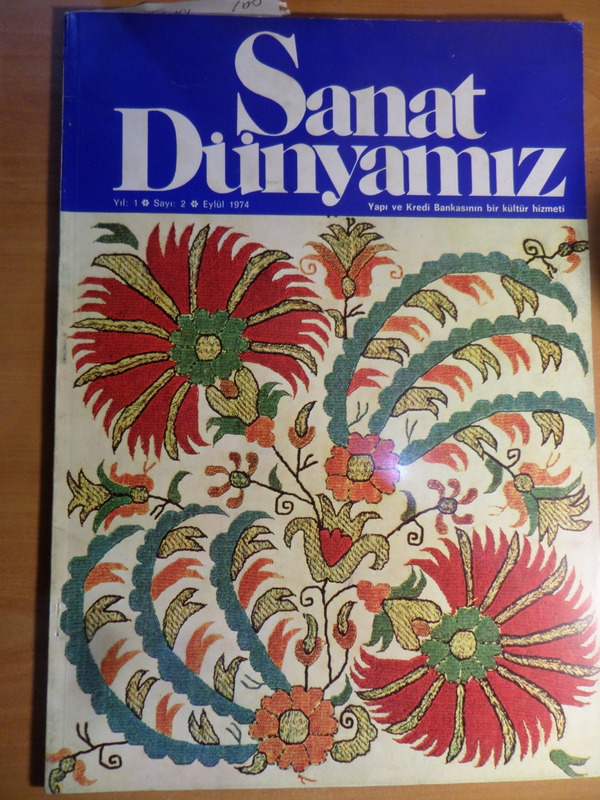 Sanat
Dünyamız
Yıl: 1 ✽ Sayı: 2 ✽ Eylül 1974
Yapı ve Kredi Bankasının bir kültür hizmeti